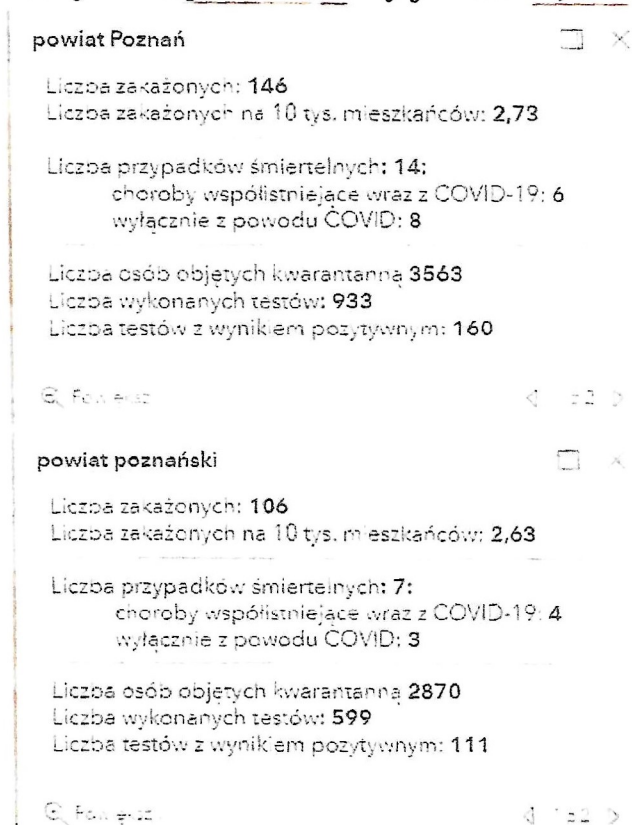 powiat Poznań
Liczba zakażonych: 146
Liczba zakażonych na 10 tys. mieszkańców: 2,73
Liczba przypadków śmiertelnych: 14:
choroby współistniejące wraz z COVID-19: 6
wyłącznie z powodu COVID: 8
Liczba osób objętych kwarantanną 3563
Liczba wykonanych testów: 933
Liczba testów z wynikiem pozytywnym: 160
powiat poznański
Liczba zakażonych: 106
Liczba zakażonych na 10 tys. mieszkańców: 2,63
Liczba przypadków śmiertelnych: 7:
choroby współistniejące wraz z COVID-19: 4
wyłącznie z powodu COVID: 3
Liczba osób objętych kwarantanną 2870
Liczba wykonanych testów: 599
Liczba testów z wynikiem pozytywnym: 111